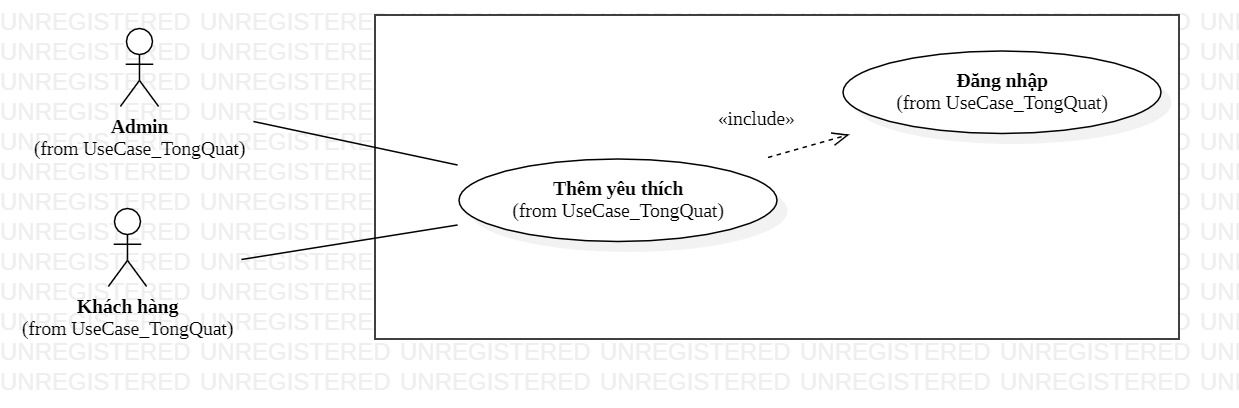 Admin
(from UseCase_TongQuat)
Khách hàng
(from UseCase_TongQuat)
«include»
Thêm yêu thích
(from UseCase_TongQuat)
Đăng nhập
(from UseCase_TongQuat)
UNREGISTERED